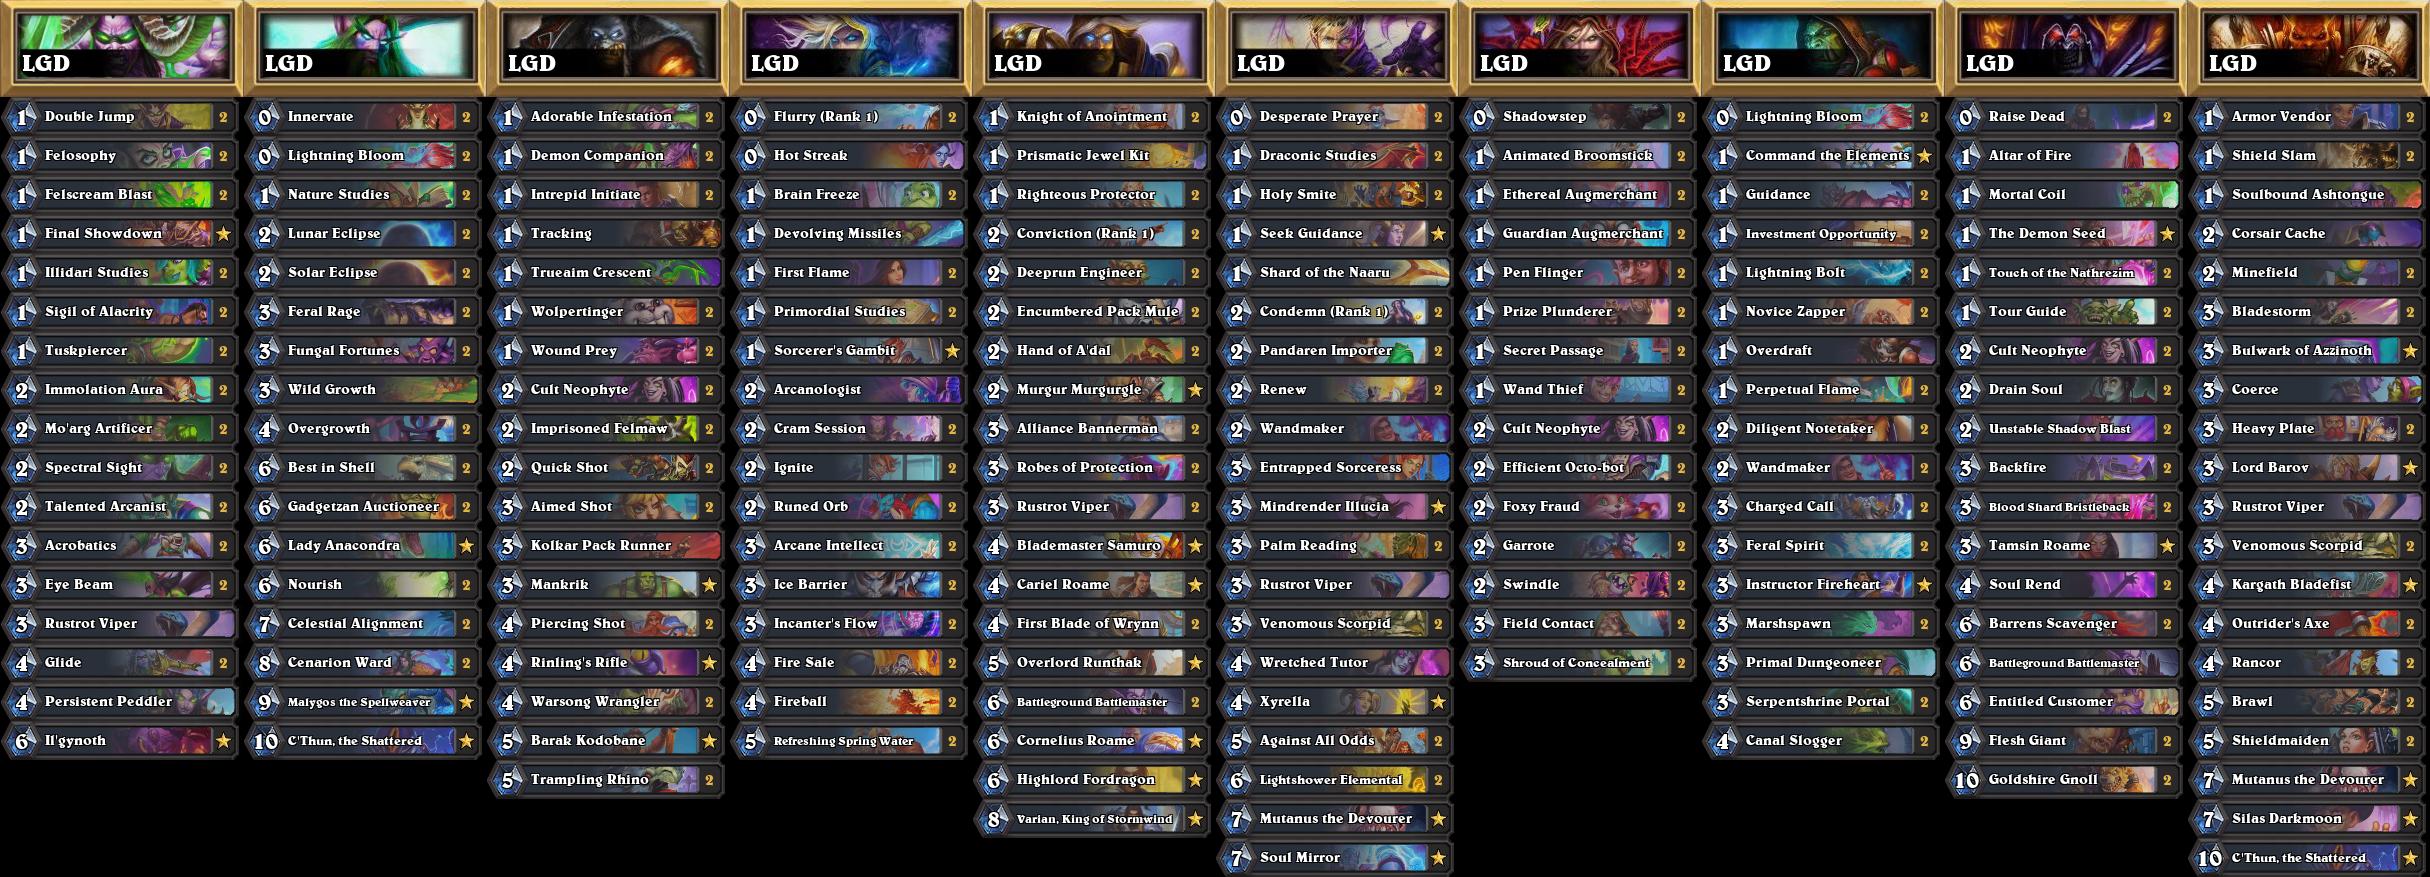 LGD
1 Double Jump 2
1 Felosophy 2
1 Felscream Blast 2
1 Final Showdown
1 Illidari Studies 2
1 Sigil of Alacrity 2
1 Tuskpiercer 2
2 Immolation Aura 2
2 Mo'arg Artificer 2
2 Spectral Sight 2
2 Talented Arcanist 2
3 Acrobatics 2
3 Eye Beam 2
3 Rustrot Viper
4 Glide 2
4 Persistent Peddler
6 Il'gynoth
LGD
0 Innervate 2
0 Lightning Bloom 2
1 Nature Studies 2
2 Lunar Eclipse 2
2 Solar Eclipse 2
3 Feral Rage 2
3 Fungal Fortunes 2
3 Wild Growth
4 Overgrowth 2
6 Best in Shell 2
6 Gadgetzan Auctioneer 2
6 Lady Anacondra
6 Nourish 2
7 Celestial Alignment 2
8 Cenarion Ward 2
9 Malygos the Spellweaver
10 C'Thun, the Shattered
LGD
1 Adorable Infestation 2
1 Demon Companion 2
1 Intrepid Initiate 2
1 Tracking
1 Trueaim Crescent
1 Wolpertinger 2
1 Wound Prey 2
2 Cult Neophyte 2
2 Imprisoned Felmaw 2
2 Quick Shot 2
3 Aimed Shot 2
3 Kolkar Pack Runner
3 Mankrik
4 Piercing Shot 2
4 Rinling's Rifle
4 Warsong Wrangler 2
5 Barak Kodobane
5 Trampling Rhino 2
LGD
0 Flurry (Rank 1) 2
0 Hot Streak
1 Brain Freeze 2
1 Devolving Missiles
1 First Flame 2
1 Primordial Studies 2
1 Sorcerer's Gambit
2 Arcanologist
2 Cram Session 2
2 Ignite 2
2 Runed Orb 2
3 Arcane Intellect 2
3 Ice Barrier 2
3 Incanter's Flow 2
4 Fire Sale 2
4 Fireball 2
5 Refreshing Spring Water 2
LGD
1 Knight of Anointment 2
1 Prismatic Jewel Kit
1 Righteous Protector 2
2 Conviction (Rank 1) 2
2 Deeprun Engineer 2
2 Encumbered Pack Mule 2
2 Hand of A'dal 2
2 Murgur Murgurgle
3 Alliance Bannerman 2
3 Robes of Protection 2
3 Rustrot Viper 2
4 Blademaster Samuro
4 Cariel Roame
4 First Blade of Wrynn 2
5 Overlord Runthak
6 Battleground Battlemaster 2
6 Cornelius Roame
6 Highlord Fordragon
8 Varian, King of Stormwind
LGD
0 Desperate Prayer 2
1 Draconic Studies 2
1 Holy Smite 2
1 Seek Guidance
1 Shard of the Naaru
2 Condemn (Rank 1) 2
2 Pandaren Importer 2
2 Renew 2
2 Wandmaker
3 Entrapped Sorceress
3 Mindrender Illucia
3 Palm Reading 2
3 Rustrot Viper
3 Venomous Scorpid 2
4 Wretched Tutor
4 Xyrella
5 Against All Odds 2
6 Lightshower Elemental 2
7 Mutanus the Devourer
7 Soul Mirror
LGD
0 Shadowstep 2
1 Animated Broomstick 2
1 Ethereal Augmerchant 2
1 Guardian Augmerchant 2
1 Pen Flinger 2
1 Prize Plunderer 2
1 Secret Passage 2
1 Wand Thief 2
2 Cult Neophyte 2
2 Efficient Octo-bot 2
2 Foxy Fraud 2
2 Garrote 2
2 Swindle 2
3 Field Contact 2
3 Shroud of Concealment 2
LGD
0 Lightning Bloom 2
1 Command the Elements
1 Guidance 2
1 Investment Opportunity 2
1 Lightning Bolt 2
1 Novice Zapper 2
1 Overdraft
1 Perpetual Flame 2
2 Diligent Notetaker 2
2 Wandmaker 2
3 Charged Call 2
3 Feral Spirit 2
3 Instructor Fireheart
3 Marshspawn 2
3 Primal Dungeoneer
3 Serpentshrine Portal 2
4 Canal Slogger 2
LGD
0 Raise Dead 2
1 Altar of Fire
1 Mortal Coil
1 The Demon Seed
1 Touch of the Nathrezim 2
1 Tour Guide 2
2 Cult Neophyte 2
2 Drain Soul 2
2 Unstable Shadow Blast 2
3 Backfire 2
3 Blood Shard Bristleback 2
3 Tamsin Roame
4 Soul Rend 2
6 Barrens Scavenger 2
6 Battleground Battlemaster
6 Entitled Customer
9 Flesh Giant 2
10 Goldshire Gnoll 2
LGD
1 Armor Vendor 2
1 Shield Slam 2
1 Soulbound Ashtongue
2 Corsair Cache
2 Minefield 2
3 Bladestorm 2
3 Bulwark of Azzinoth
3 Coerce
3 Heavy Plate 2
3 Lord Barov
3 Rustrot Viper
3 Venomous Scorpid 2
4 Kargath Bladefist
4 Outrider's Axe 2
4 Rancor 2
5 Brawl 2
5 Shieldmaiden 2
7 Mutanus the Devourer
7 Silas Darkmoon
10 C'Thun, the Shattered